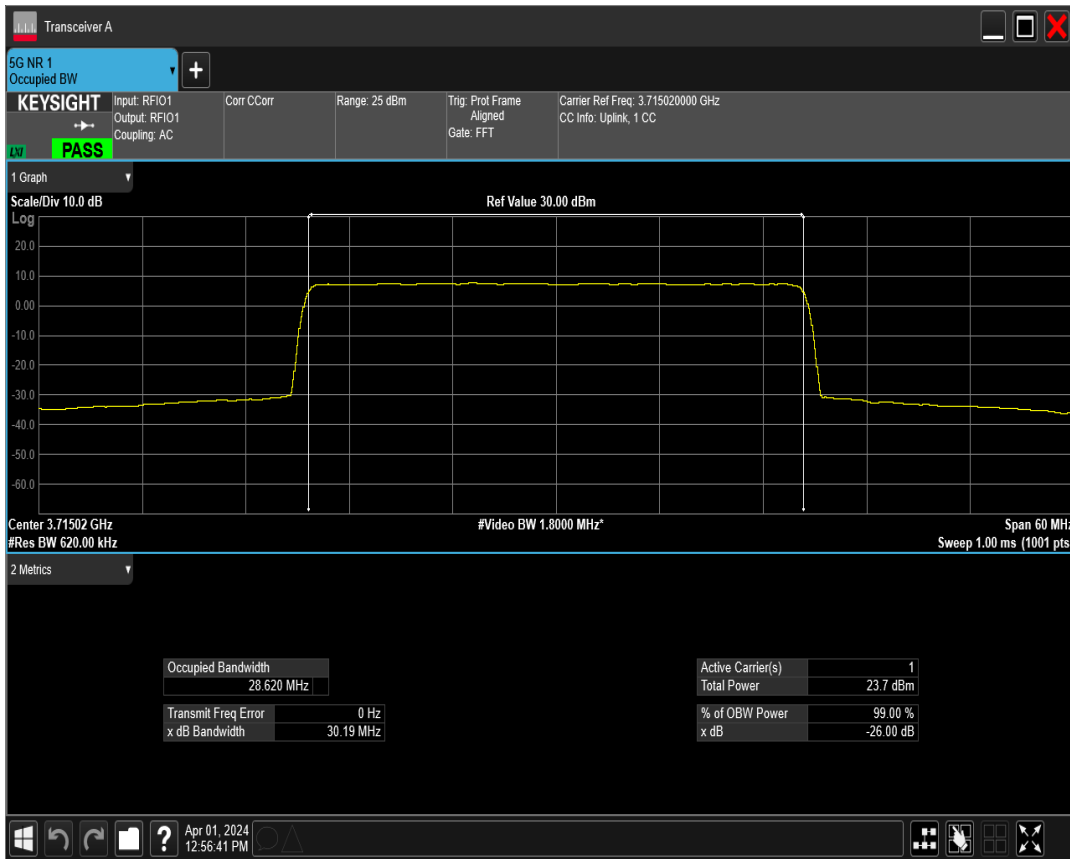 Transceiver A
5G NR 1
Occupied BW
KEYSIGHT
LXI
PASS
Input: RFIO1
Output: RFIO1
Coupling: AC
Corr CCorr
Range: 25 dBm
Trig: Prot Frame
Aligned
Gate: FFT
Carrier Ref Freq: 3.715020000 GHz
CC Info: Uplink, 1 CC
1 Graph
Scale/Div 10.0 dB
Ref Value 30.00 dBm
Log
20.0
10.0
0.00
-10.0
-20.0
-30.0
-40.0
-50.0
-60.0
Center 3.71502 GHz
#Video BW 1.8000 MHz*
Span 60 MHz
#Res BW 620.00 kHz
Sweep 1.00 ms (1001 pts
2 Metrics
Occupied Bandwidth
28.620 MHz
Transmit Freq Error 0 Hz
x dB Bandwidth 30.19 MHz
Active Carrier(s) 1
Total Power 23.7 dBm
% of OBW Power 99.00 %
x dB -26.00 dB
?
Apr 01, 2024
12:56:41 PM